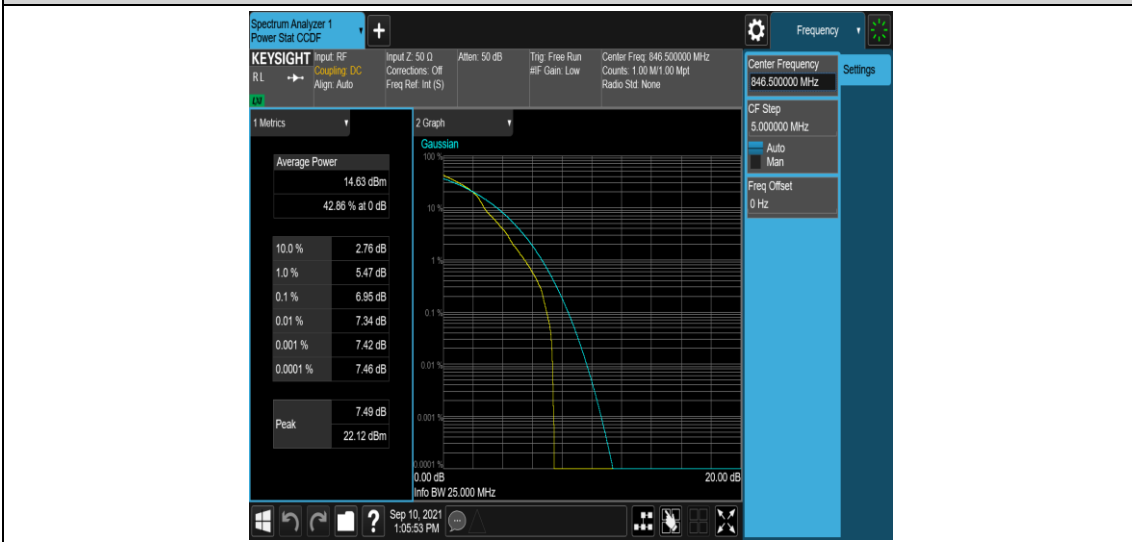 Spectrum Analyzer 1
Power Stat CCDF
+
Frequency
KEYSIGHT
RL
LXI
Input: RF
Coupling: DC
Align: Auto
Input Z: 50 Ω
Corrections: Off
Freq Ref: Int (S)
Atten: 50 dB
Trig: Free Run
#IF Gain: Low
Center Freq: 846.500000 MHz
Counts: 1.00 M/1.00 Mpt
Radio Std: None
Center Frequency
846.500000 MHz
Settings
CF Step
5.000000 MHz
Auto
Man
Freq Offset
0 Hz
1 Metrics
Average Power
14.63 dBm
42.86 % at 0 dB
10.0 % 2.76 dB
1.0 % 5.47 dB
0.1 % 6.95 dB
0.01 % 7.34 dB
0.001 % 7.42 dB
0.0001 % 7.46 dB
Peak
7.49 dB
22.12 dBm
2 Graph
Gaussian
100 %
10 %
1 %
0.1 %
0.01 %
0.001 %
0.0001 %
0.00 dB 20.00 dB
Info BW 25.000 MHz
?
Sep 10, 2021
1:05:53 PM